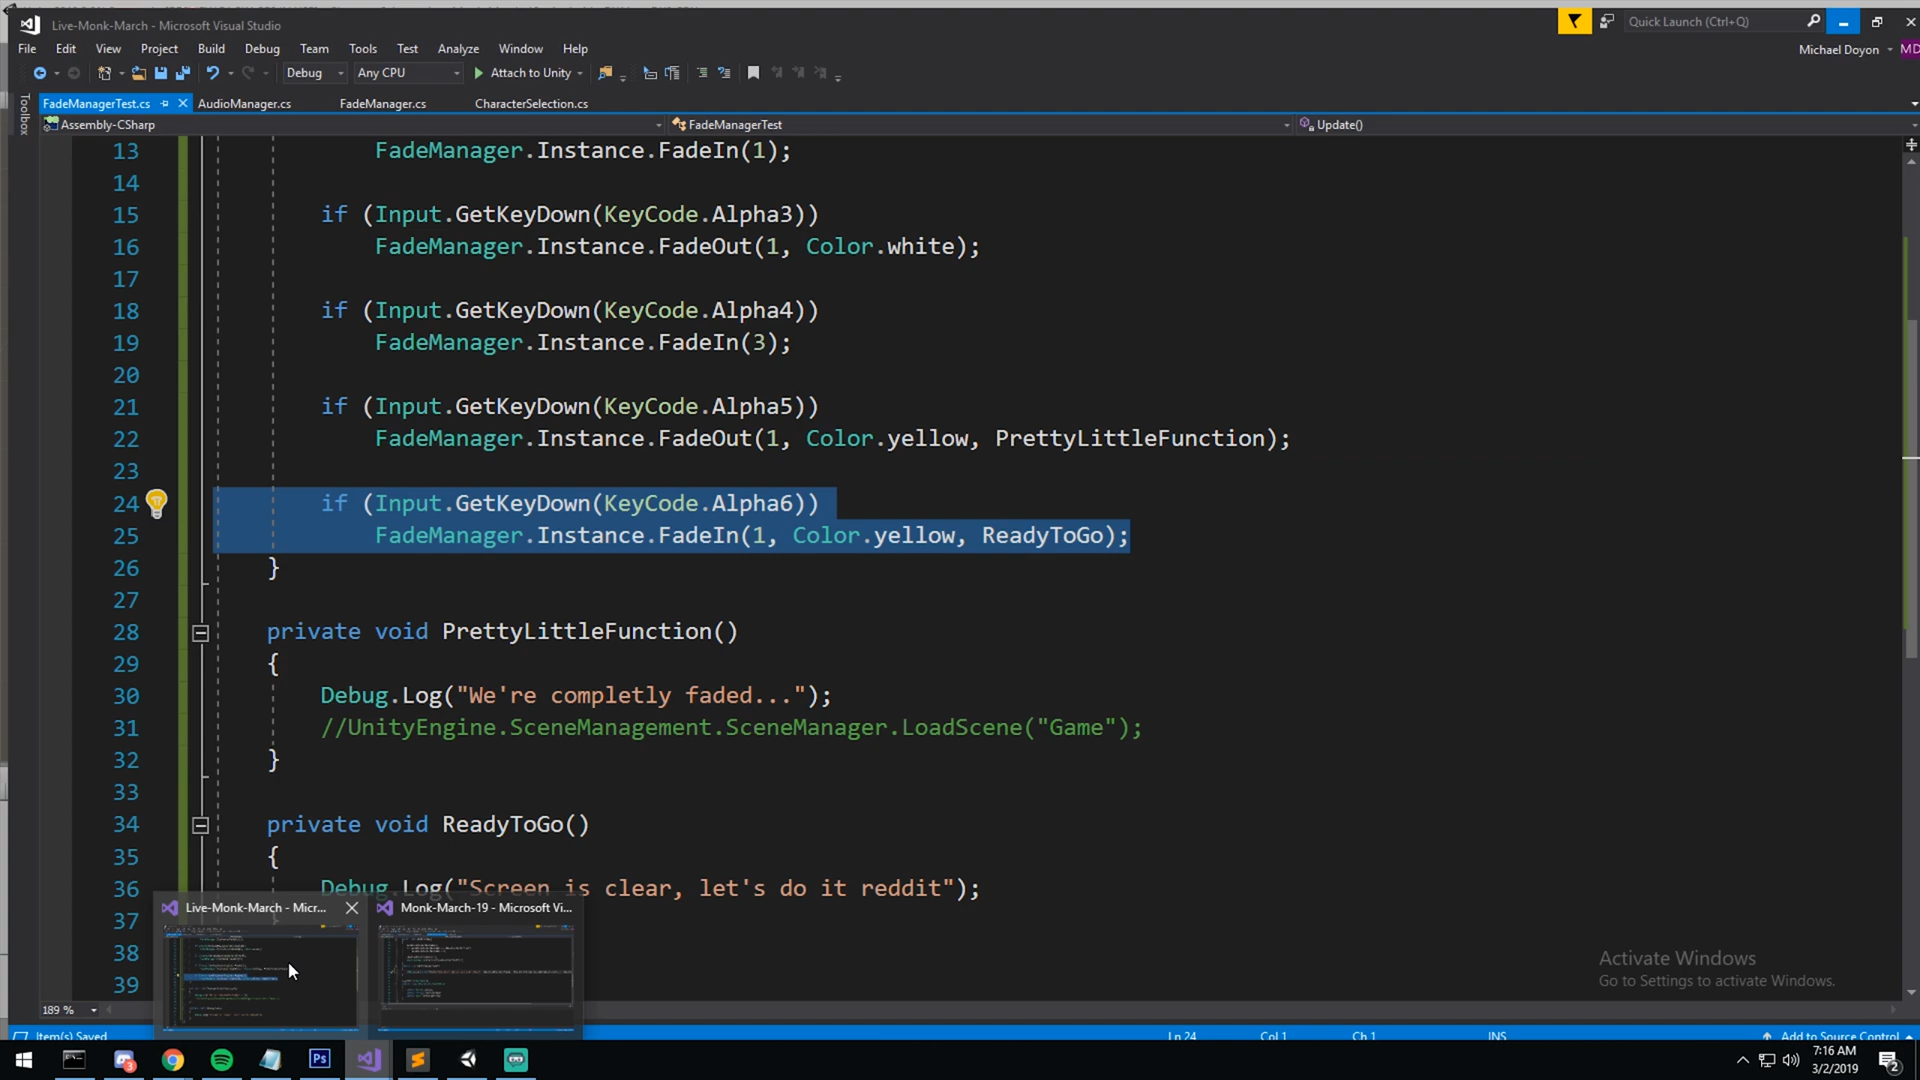 Live-Monk-March - Microsoft Visual Studio
Quick Launch (Ctrl+Q)
File Edit View Project Build Debug Team Tools Test Analyze Window Help
Michael Doyon MD
Debug Any CPU Attach to Unity
Toolbox
FadeManagerTest.cs AudioManager.cs FadeManager.cs CharacterSelection.cs
Assembly-CSharp FadeManagerTest Update()
13 FadeManager.Instance.FadeIn(1);
14
15 if (Input.GetKeyDown(KeyCode.Alpha3))
16 FadeManager.Instance.FadeOut(1, Color.white);
17
18 if (Input.GetKeyDown(KeyCode.Alpha4))
19 FadeManager.Instance.FadeIn(3);
20
21 if (Input.GetKeyDown(KeyCode.Alpha5))
22 FadeManager.Instance.FadeOut(1, Color.yellow, PrettyLittleFunction);
23
24 if (Input.GetKeyDown(KeyCode.Alpha6))
25 FadeManager.Instance.FadeIn(1, Color.yellow, ReadyToGo);
26 }
27
28 private void PrettyLittleFunction()
29 {
30 Debug.Log("We're completly faded...");
31 //UnityEngine.SceneManagement.SceneManager.LoadScene("Game");
32 }
33
34 private void ReadyToGo()
35 {
36 Debug.Log("Screen is clear, let's do it reddit");
37
38
39
Live-Monk-March - Micr... Monk-March-19 - Microsoft Vi...
Activate Windows
Go to Settings to activate Windows.
189 %
Item(s) Saved Ln 24 Col 1 Ch 1 INS Add to Source Control
3 Ps 7:16 AM
3/2/2019 2